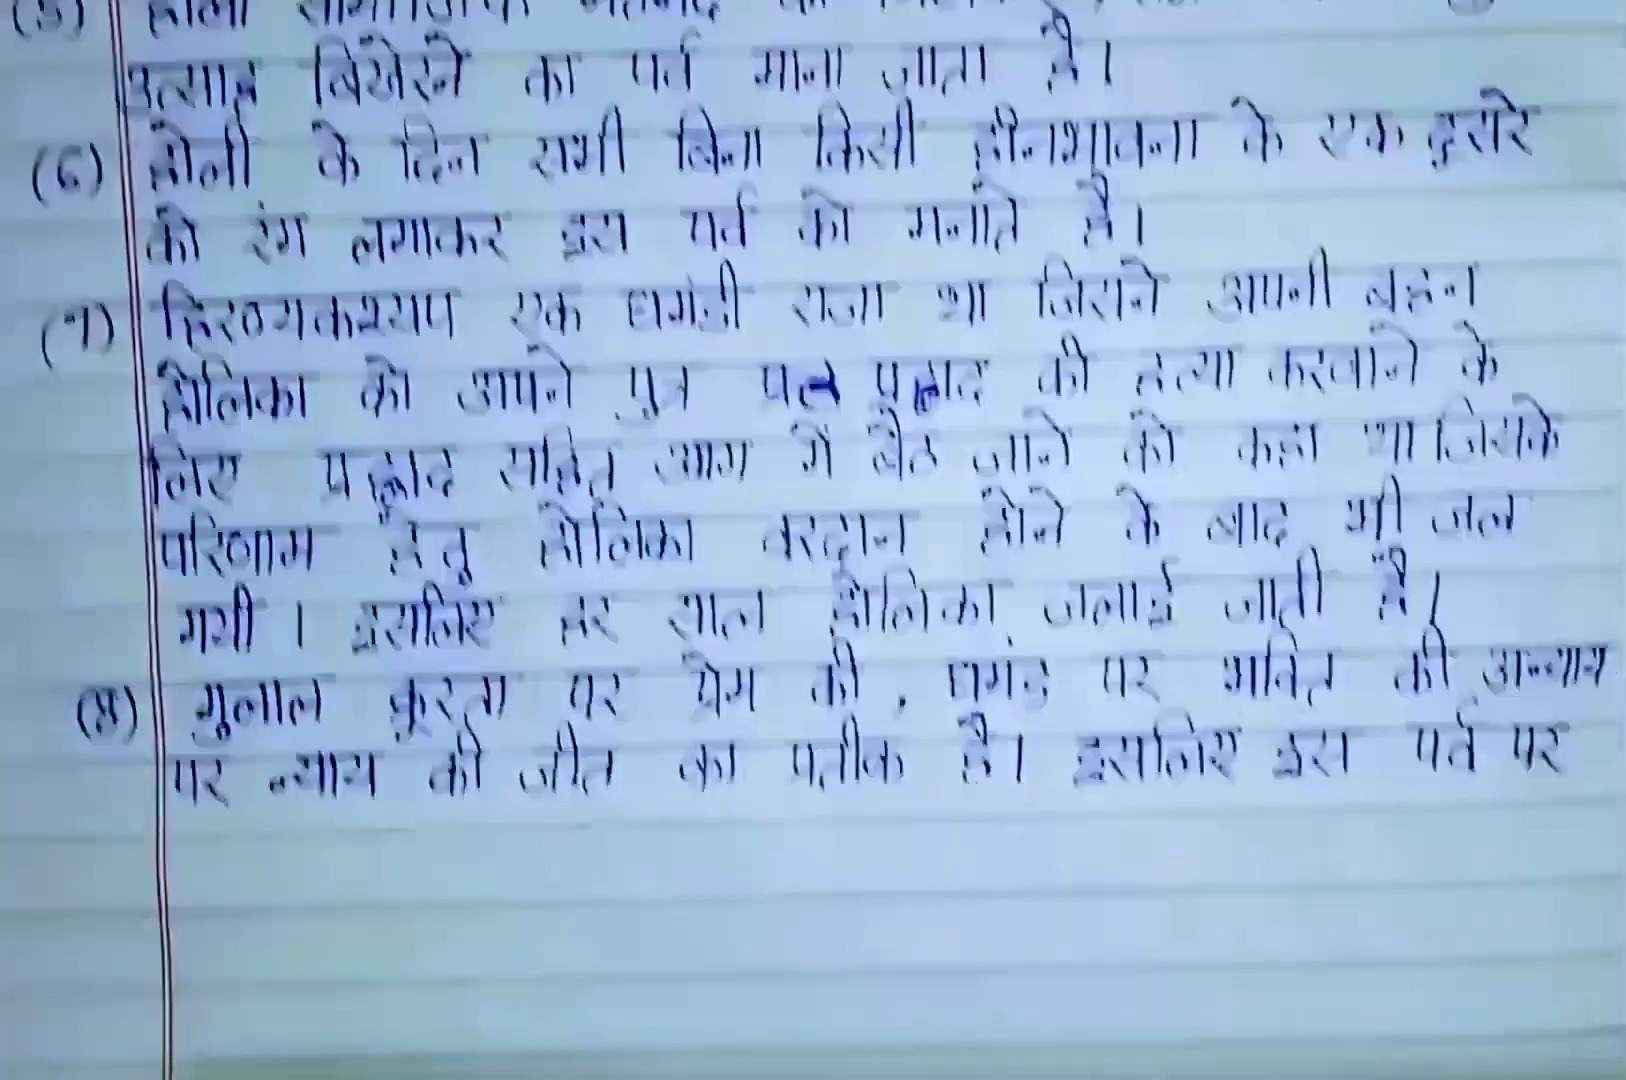 (5) होली
उत्साह बिखेरने का पर्व माना जाता है।
(6) होली के दिन सभी बिना किसी हीनभावना के एक दुसरे
को रंग लगाकर इस पर्व को मनाते है।
(7) हिरण्यकश्यप एक घमंडी राजा था जिसने अपनी बहन
होलिका को अपने पुत्र प्रह्लाद की हत्या करवाने के
लिए प्रह्लाद सहित आग में बैठ जाने को कहा था जिसके
परिणाम हेतु होलिका वरदान होने के बाद भी जल
गयी । इसलिए हर साल होलिका जलाई जाती है।
(8) गुलाल क्रुरता पर प्रेम की, घमंड पर भक्ति की अन्याय
पर न्याय की जीत का प्रतीक है। इसलिए इस पर्व पर